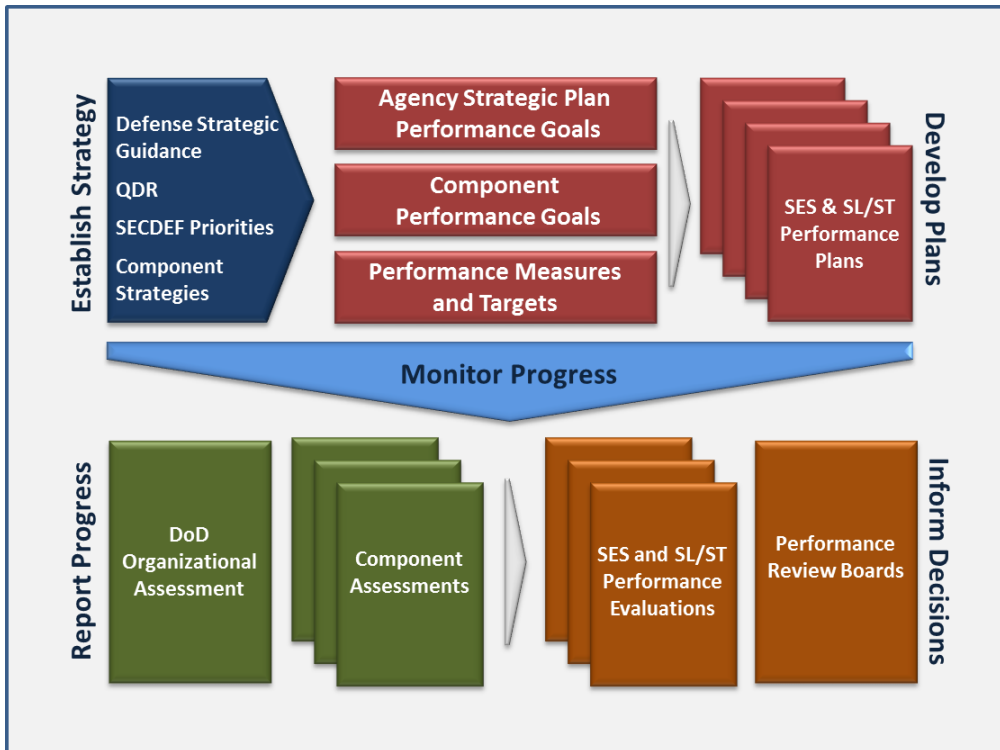 Establish Strategy
Defense Strategic
Guidance
QDR
SECDEF Priorities
Component
Strategies
Agency Strategic Plan
Performance Goals
Component
Performance Goals
Performance Measures
and Targets
SES & SL/ST
Performance
Plans
Develop Plans
Monitor Progress
Report Progress
DoD
Organizational
Assessment
Component
Assessments
SES and SL/ST
Performance
Evaluations
Performance
Review Boards
Inform Decisions